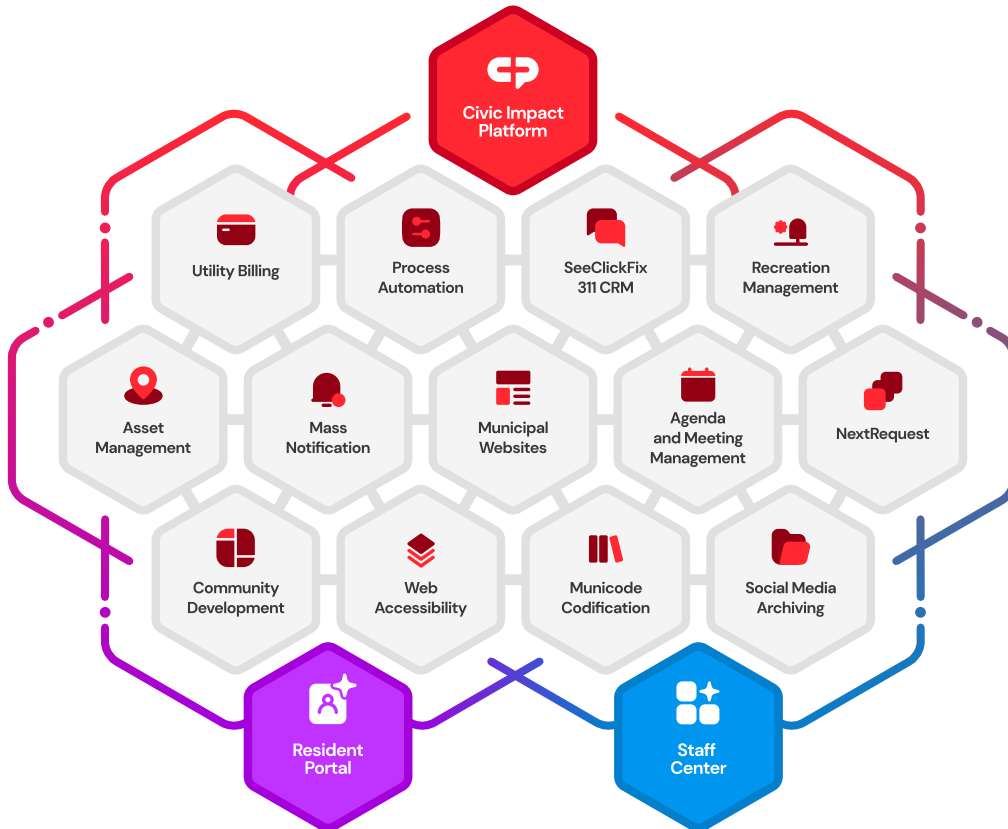 Civic Impact
Platform
Utility Billing
Process
Automation
SeeClickFix
311 CRM
Recreation
Management
Asset
Management
Mass
Notification
Municipal
Websites
Agenda
and Meeting
Management
NextRequest
Community
Development
Web
Accessibility
Municode
Codification
Social Media
Archiving
Resident
Portal
Staff
Center